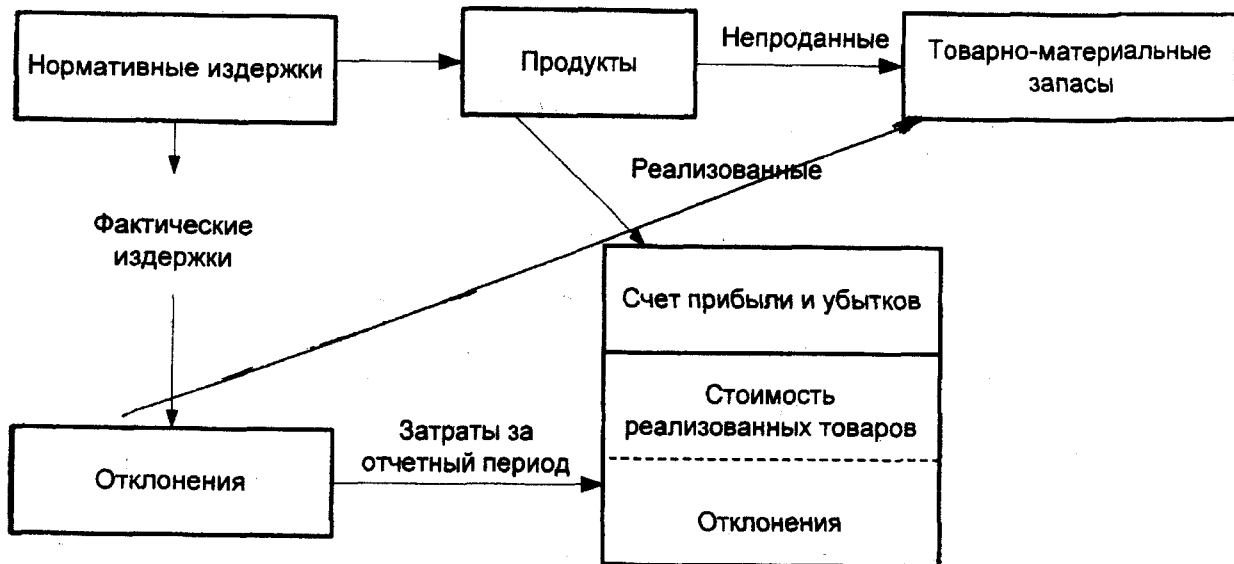 Нормативные издержки
Продукты
Непроданные
Товарно-материальные
запасы
Реализованные
Фактические
издержки
Счет прибыли и убытков
Стоимость
реализованных товаров
Затраты за
отчетный период
Отклонения
Отклонения